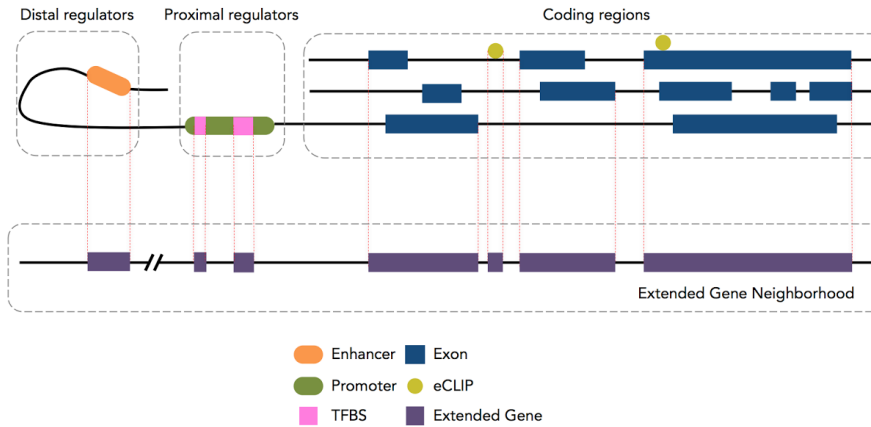 Distal regulators
Proximal regulators
Coding regions
Extended Gene Neighborhood
Enhancer
Exon
Promoter
eCLIP
TFBS
Extended Gene